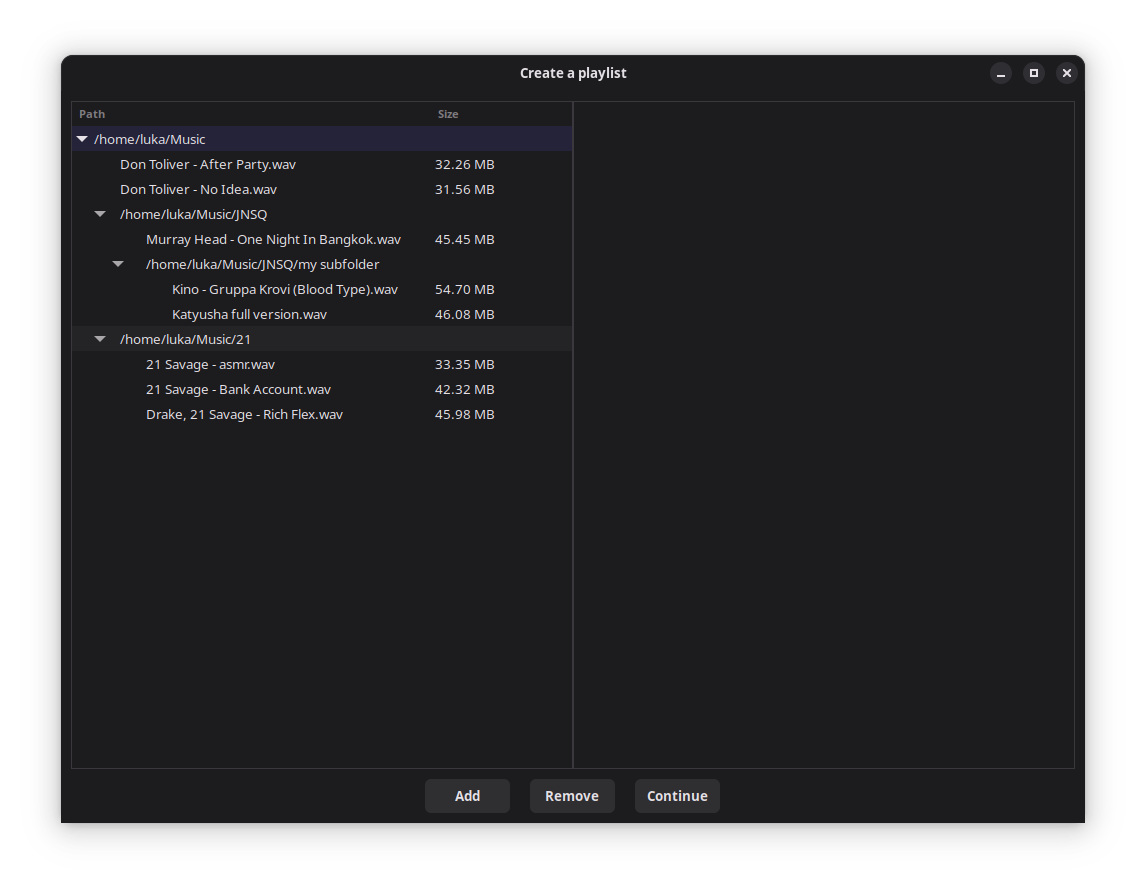 Create a playlist
Path Size
/home/luka/Music
Don Toliver - After Party.wav 32.26 MB
Don Toliver - No Idea.wav 31.56 MB
/home/luka/Music/JNSQ
Murray Head - One Night In Bangkok.wav 45.45 MB
/home/luka/Music/JNSQ/my subfolder
Kino - Gruppa Krovi (Blood Type).wav 54.70 MB
Katyusha full version.wav 46.08 MB
/home/luka/Music/21
21 Savage - asmr.wav 33.35 MB
21 Savage - Bank Account.wav 42.32 MB
Drake, 21 Savage - Rich Flex.wav 45.98 MB
Add Remove Continue